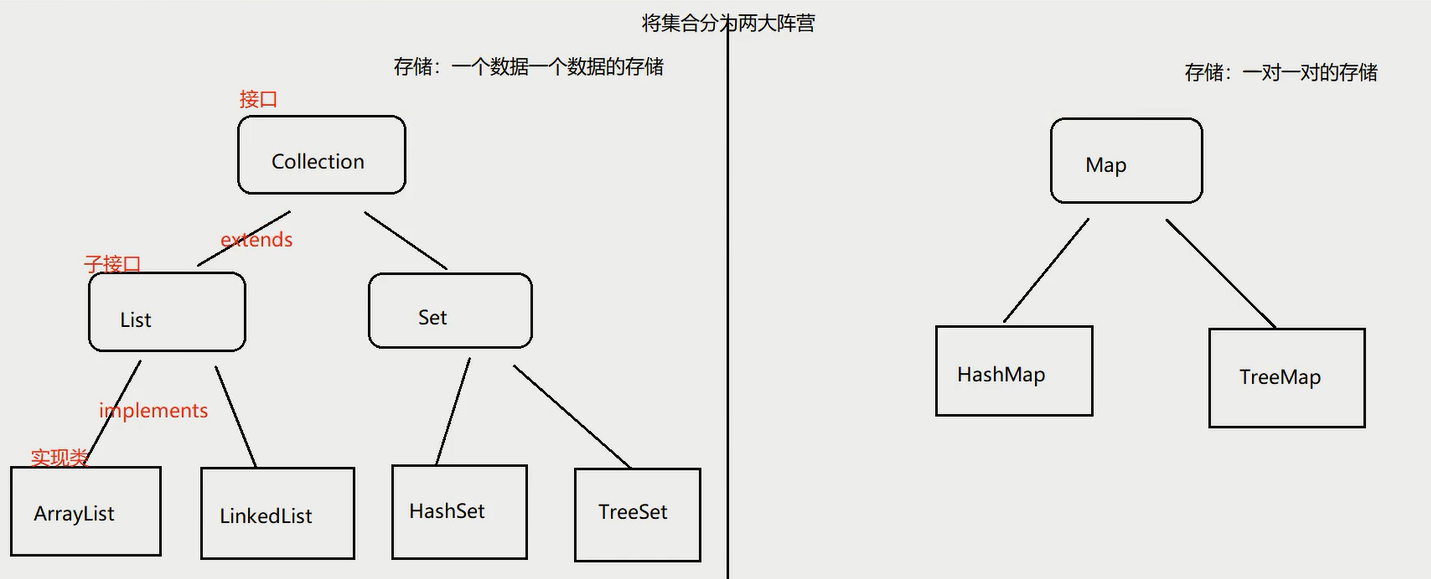 将集合分为两大阵营
存储：一个数据一个数据的存储
存储：一对一对的存储
接口
Collection
Map
extends
子接口
List
Set
HashMap
TreeMap
implements
实现类
ArrayList
LinkedList
HashSet
TreeSet